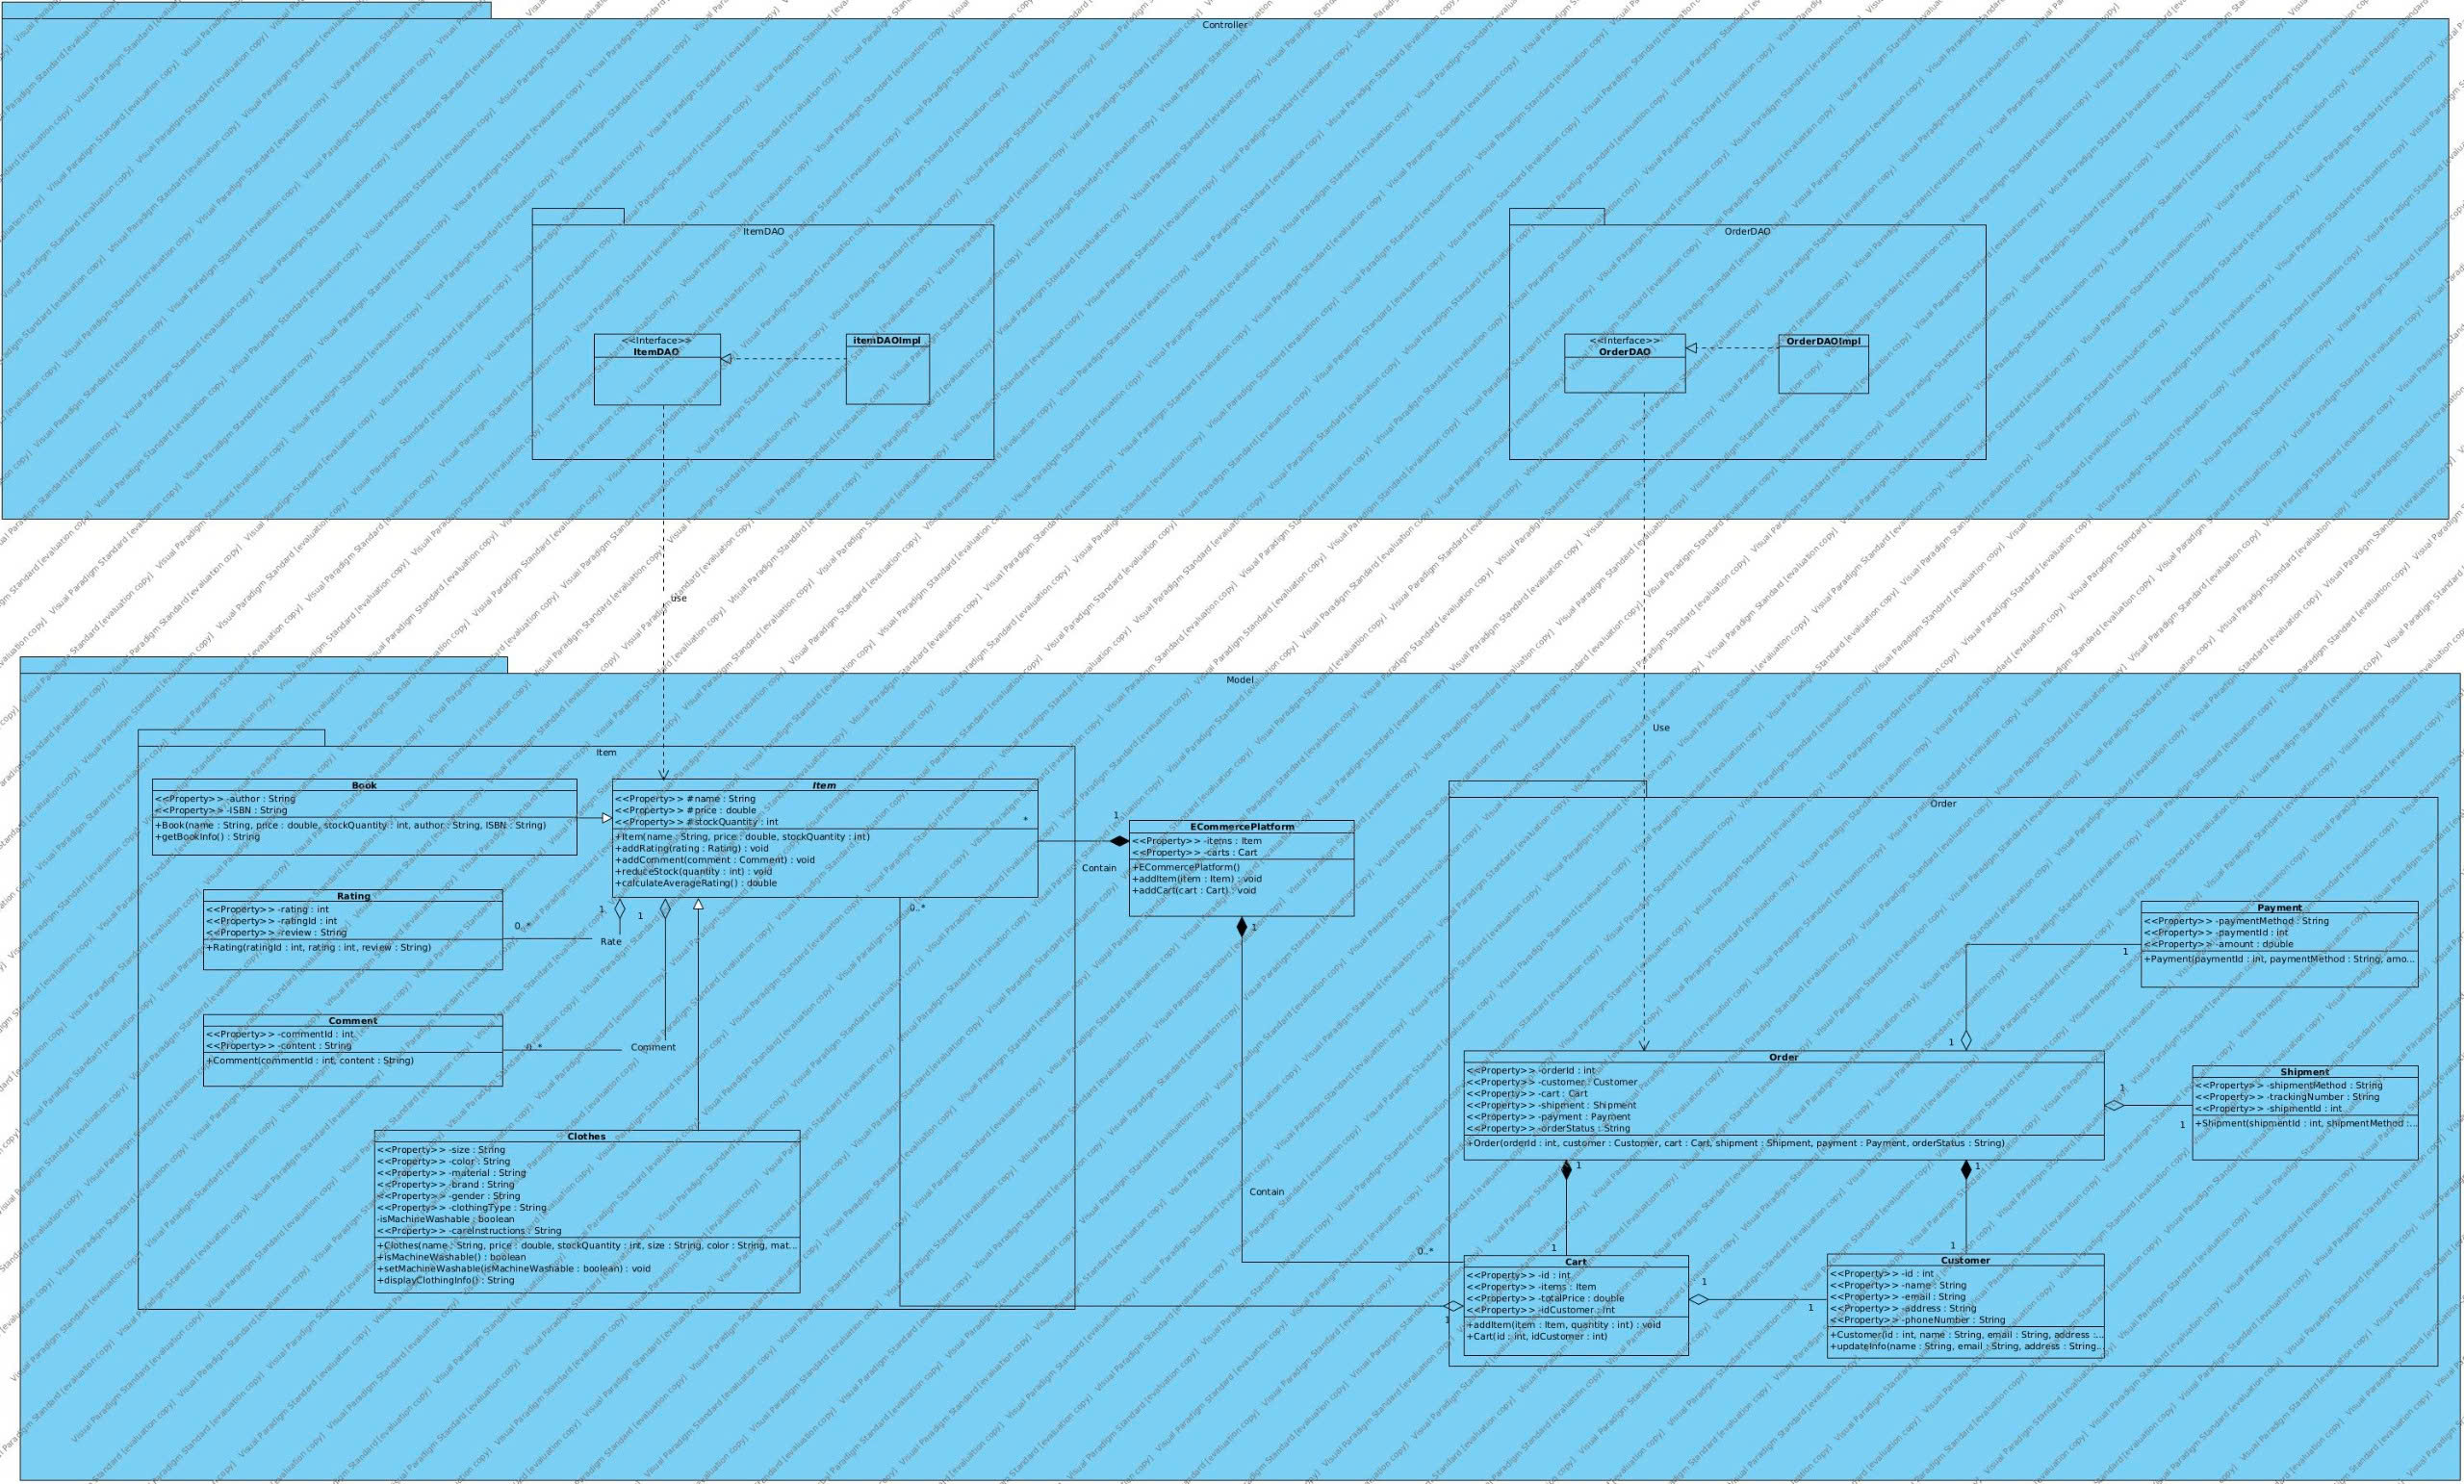 Controller
ItemDAO
<<Interface>>
ItemDAO
itemDAOImpl
OrderDAO
<<Interface>>
OrderDAO
OrderDAOImpl
use
Use
Model
Item
Book
<<Property>> -author : String
<<Property>> -ISBN : String
+Book(name : String, price : double, stockQuantity : int, author : String, ISBN : String)
+getBookInfo() : String
Item
<<Property>> #name : String
<<Property>> #price : double
<<Property>> #stockQuantity : int
+Item(name : String, price : double, stockQuantity : int)
+addRating(rating : Rating) : void
+addComment(comment : Comment) : void
+reduceStock(quantity : int) : void
+calculateAverageRating() : double
*
1
Contain
ECommercePlatform
<<Property>> -items : Item
<<Property>> -carts : Cart
+ECommercePlatform()
+addItem(item : Item) : void
+addCart(cart : Cart) : void
1
Rating
<<Property>> -rating : int
<<Property>> -ratingId : int
<<Property>> -review : String
+Rating(ratingId : int, rating : int, review : String)
0..*
1
Rate
1
0..*
Comment
<<Property>> -commentId : int
<<Property>> -content : String
+Comment(commentId : int, content : String)
0..*
Comment
Clothes
<<Property>> -size : String
<<Property>> -color : String
<<Property>> -material : String
<<Property>> -brand : String
<<Property>> -gender : String
<<Property>> -clothingType : String
-isMachineWashable : boolean
<<Property>> -careInstructions : String
+Clothes(name : String, price : double, stockQuantity : int, size : String, color : String, mat...
+isMachineWashable() : boolean
+setMachineWashable(isMachineWashable : boolean) : void
+displayClothingInfo() : String
Contain
0..*
Order
Payment
<<Property>> -paymentMethod : String
<<Property>> -paymentId : int
<<Property>> -amount : double
+Payment(paymentId : int, paymentMethod : String, amo...
1
1
Order
<<Property>> -orderId : int
<<Property>> -customer : Customer
<<Property>> -cart : Cart
<<Property>> -shipment : Shipment
<<Property>> -payment : Payment
<<Property>> -orderStatus : String
+Order(orderId : int, customer : Customer, cart : Cart, shipment : Shipment, payment : Payment, orderStatus : String)
1
1
Shipment
<<Property>> -shipmentMethod : String
<<Property>> -trackingNumber : String
<<Property>> -shipmentId : int
+Shipment(shipmentId : int, shipmentMethod :...
1
1
1
1
Cart
<<Property>> -id : int
<<Property>> -items : Item
<<Property>> -totalPrice : double
<<Property>> -idCustomer : Int
+addItem(item : Item, quantity : int) : void
+Cart(id : int, idCustomer : int)
1
1
1
Customer
<<Property>> -id : int
<<Property>> -name : String
<<Property>> -email : String
<<Property>> -address : String
<<Property>> -phoneNumber : String
+Customer(id : int, name : String, email : String, address :...
+updateInfo(name : String, email : String, address : String...
Visual Paradigm Standard [evaluation copy]